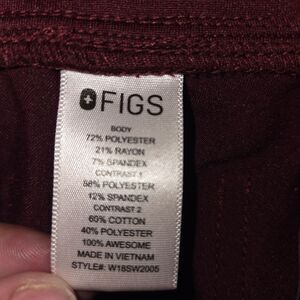 FIGS
BODY
72% POLYESTER
21% RAYON
7% SPANDEX
CONTRAST 1
88% POLYESTER
12% SPANDEX
CONTRAST 2
60% COTTON
40% POLYESTER
100% AWESOME
MADE IN VIETNAM
STYLE#: W18SW2005